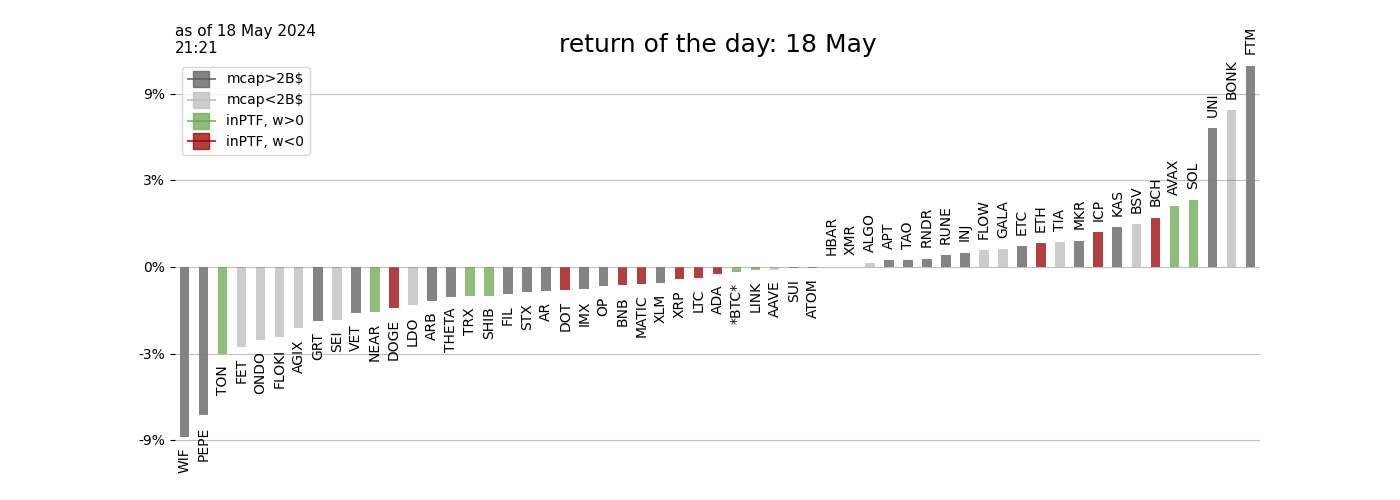 as of 18 May 2024
21:21
return of the day: 18 May
mcap>2B$
mcap<2B$
inPTF, w>0
inPTF, w<0
9%
3%
0%
-3%
-9%
WIF
PEPE
TON
FET
ONDO
FLOKI
AGIX
GRT
SEI
VET
NEAR
DOGE
LDO
ARB
THETA
TRX
SHIB
FIL
STX
AR
DOT
IMX
OP
BNB
MATIC
XLM
XRP
LTC
ADA
*BTC*
LINK
AAVE
SUI
ATOM
HBAR
XMR
ALGO
APT
TAO
RNDR
RUNE
INJ
FLOW
GALA
ETC
ETH
TIA
MKR
ICP
KAS
BSV
BCH
AVAX
SOL
UNI
BONK
FTM